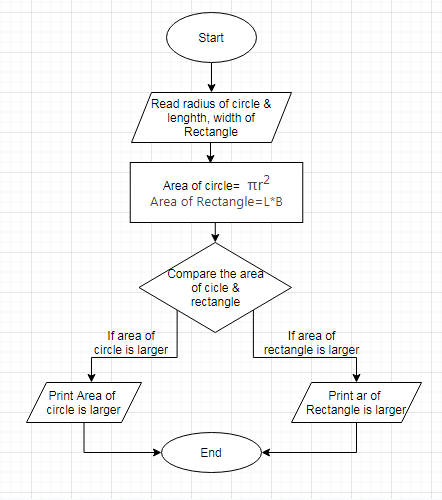 Start
Read radius of circle &
lenghth, width of
Rectangle
Area of circle= πr²
Area of Rectangle=L*B
Compare the area
of cicle &
rectangle
If area of
circle is larger
If area of
rectangle is larger
Print Area of
circle is larger
Print ar of
Rectangle is larger
End